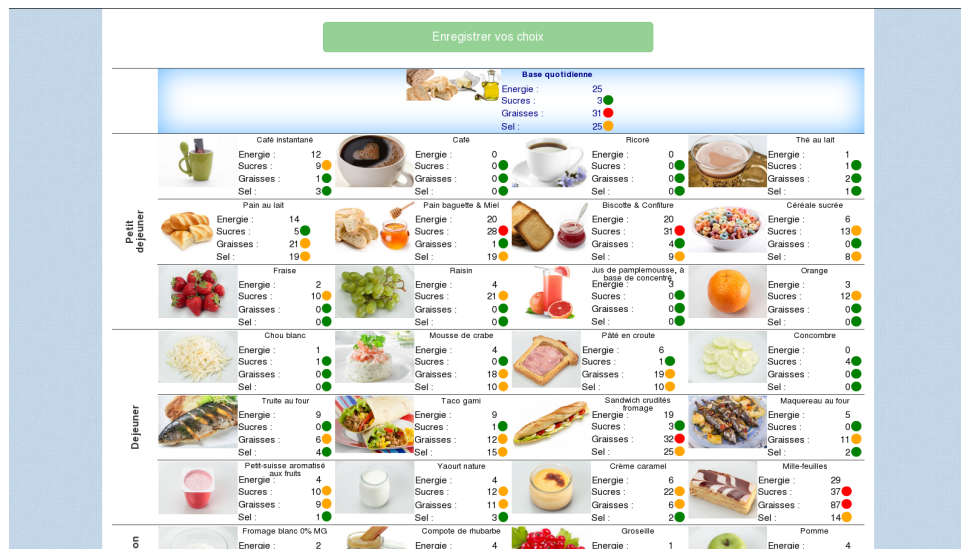 Enregistrer vos choix
Base quotidienne
Energie : 25
Sucres : 3
Graisses : 31
Sel : 25
Petit déjeuner
Café instantané
Energie : 12
Sucres : 9
Graisses : 1
Sel : 3
Café
Energie : 0
Sucres : 0
Graisses : 0
Sel : 0
Ricoré
Energie : 0
Sucres : 0
Graisses : 0
Sel : 0
Thé au lait
Energie : 1
Sucres : 1
Graisses : 2
Sel : 1
Pain au lait
Energie : 14
Sucres : 5
Graisses : 21
Sel : 19
Pain baguette & Miel
Energie : 20
Sucres : 28
Graisses : 1
Sel : 19
Biscotte & Confiture
Energie : 20
Sucres : 31
Graisses : 4
Sel : 9
Céréale sucrée
Energie : 6
Sucres : 13
Graisses : 0
Sel : 8
Fraise
Energie : 2
Sucres : 10
Graisses : 0
Sel : 0
Raisin
Energie : 4
Sucres : 21
Graisses : 0
Sel : 0
Jus de pamplemousse, à
base de concentré
Energie : 3
Sucres : 0
Graisses : 0
Sel : 0
Orange
Energie : 3
Sucres : 12
Graisses : 0
Sel : 0
Dejeuner
Chou blanc
Energie : 1
Sucres : 1
Graisses : 0
Sel : 0
Mousse de crabe
Energie : 4
Sucres : 0
Graisses : 18
Sel : 10
Pâté en croute
Energie : 6
Sucres : 1
Graisses : 19
Sel : 10
Concombre
Energie : 0
Sucres : 4
Graisses : 0
Sel : 0
Truite au four
Energie : 9
Sucres : 0
Graisses : 6
Sel : 4
Taco garni
Energie : 9
Sucres : 1
Graisses : 12
Sel : 15
Sandwich crudités
fromage
Energie : 19
Sucres : 3
Graisses : 32
Sel : 25
Maquereau au four
Energie : 5
Sucres : 0
Graisses : 11
Sel : 2
Petit-suisse aromatisé
aux fruits
Energie : 4
Sucres : 10
Graisses : 9
Sel : 1
Yaourt nature
Energie : 4
Sucres : 12
Graisses : 11
Sel : 3
Crème caramel
Energie : 6
Sucres : 22
Graisses : 6
Sel : 2
Mille-feuilles
Energie : 29
Sucres : 37
Graisses : 87
Sel : 14
on
Fromage blanc 0% MG
Energie : 2
Compote de rhubarbe
Energie : 4
Groseille
Energie : 1
Pomme
Energie : 4